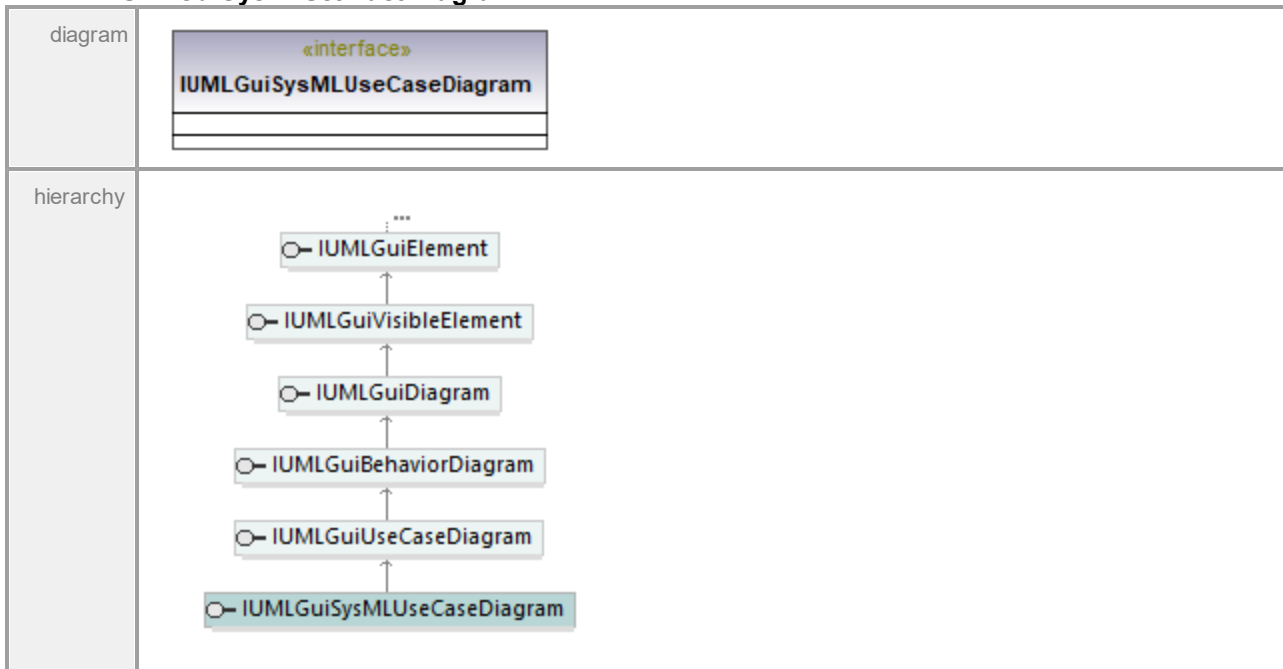 diagram
«interface»
IUMLGuiSysMLUseCaseDiagram
hierarchy
...
IUMLGuiElement
IUMLGuiVisibleElement
IUMLGuiDiagram
IUMLGuiBehaviorDiagram
IUMLGuiUseCaseDiagram
IUMLGuiSysMLUseCaseDiagram